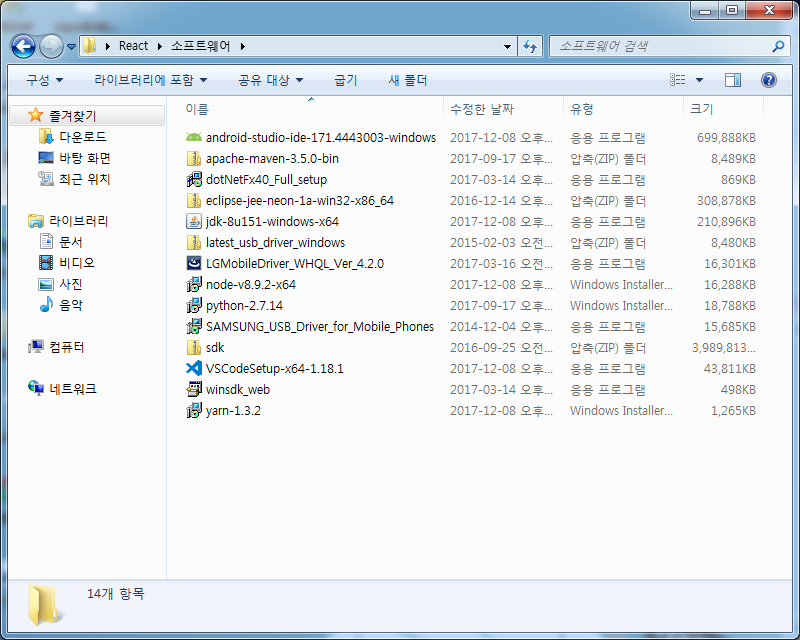 React 소프트웨어
소프트웨어 검색
구성 라이브러리에 포함 공유 대상 굽기 새 폴더
이름 수정한 날짜 유형 크기
즐겨찾기
다운로드
바탕 화면
최근 위치
라이브러리
문서
비디오
사진
음악
컴퓨터
네트워크
android-studio-ide-171.4443003-windows 2017-12-08 오후... 응용 프로그램 699,888KB
apache-maven-3.5.0-bin 2017-09-17 오후... 압축(ZIP) 폴더 8,489KB
dotNetFx40_Full_setup 2017-03-14 오후... 응용 프로그램 869KB
eclipse-jee-neon-1a-win32-x86_64 2016-12-14 오후... 압축(ZIP) 폴더 308,878KB
jdk-8u151-windows-x64 2017-12-08 오후... 응용 프로그램 210,896KB
latest_usb_driver_windows 2015-02-03 오전... 압축(ZIP) 폴더 8,480KB
LGMobileDriver_WHQL_Ver_4.2.0 2017-03-16 오전... 응용 프로그램 16,301KB
node-v8.9.2-x64 2017-12-08 오후... Windows Installer... 16,288KB
python-2.7.14 2017-09-17 오후... Windows Installer... 18,788KB
SAMSUNG_USB_Driver_for_Mobile_Phones 2014-12-04 오후... 응용 프로그램 15,685KB
sdk 2016-09-25 오전... 압축(ZIP) 폴더 3,989,813...
VSCodeSetup-x64-1.18.1 2017-12-08 오후... 응용 프로그램 43,811KB
winsdk_web 2017-03-14 오후... 응용 프로그램 498KB
yarn-1.3.2 2017-12-08 오후... Windows Installer... 1,265KB
14개 항목